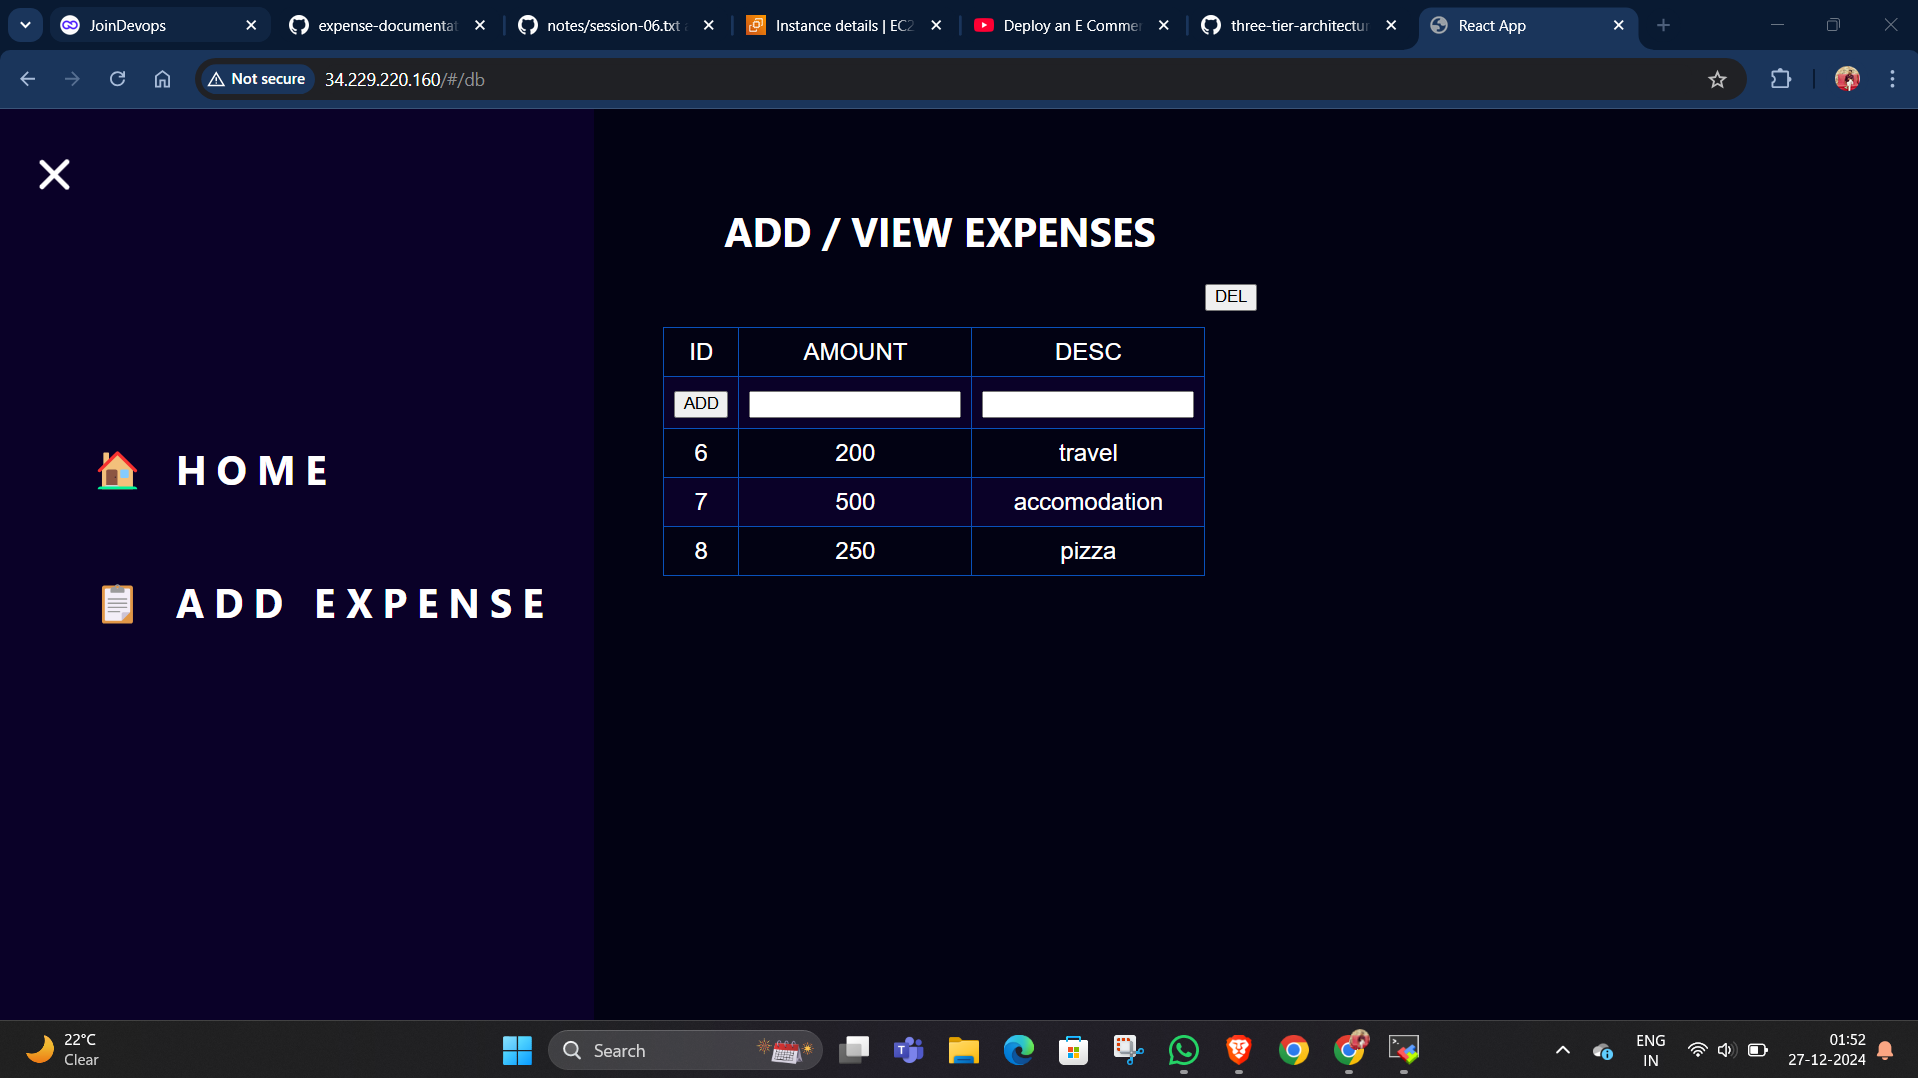 JoinDevops
expense-documentat
notes/session-06.txt
Instance details | EC2
Deploy an E Commer
three-tier-architectur
React App
Not secure
34.229.220.160/#/db
ADD / VIEW EXPENSES
DEL
ID AMOUNT DESC
ADD
6 200 travel
7 500 accomodation
8 250 pizza
HOME
ADD EXPENSE
22°C
Clear
Search
ENG
IN
01:52
27-12-2024